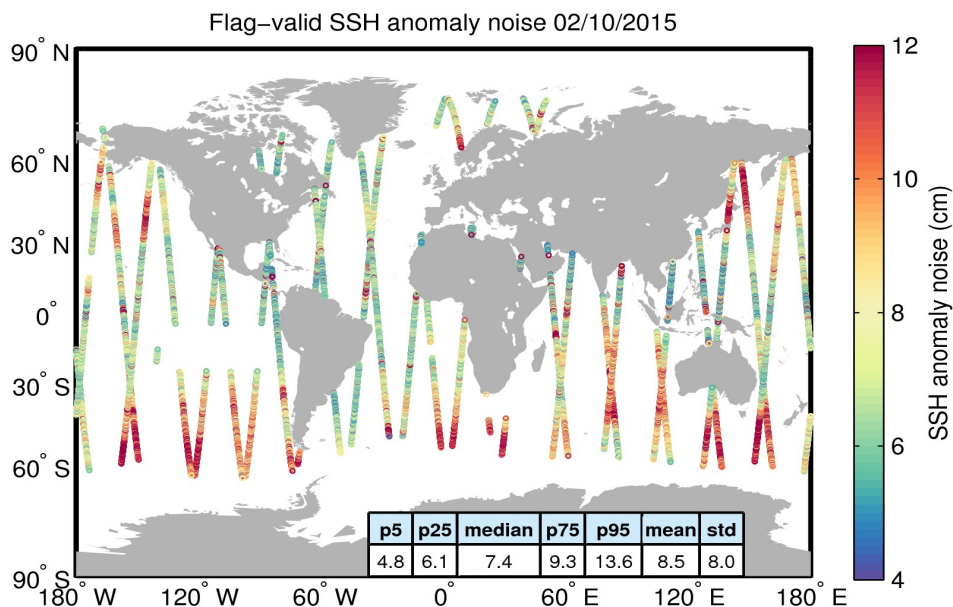 Flag−valid SSH anomaly noise 02/10/2015
90° N
60° N
30° N
0°
30° S
60° S
90° S
180° W 120° W 60° W 0° 60° E 120° E 180° E
p5 p25 median p75 p95 mean std
4.8 6.1 7.4 9.3 13.6 8.5 8.0
12
10
8
6
4
SSH anomaly noise (cm)